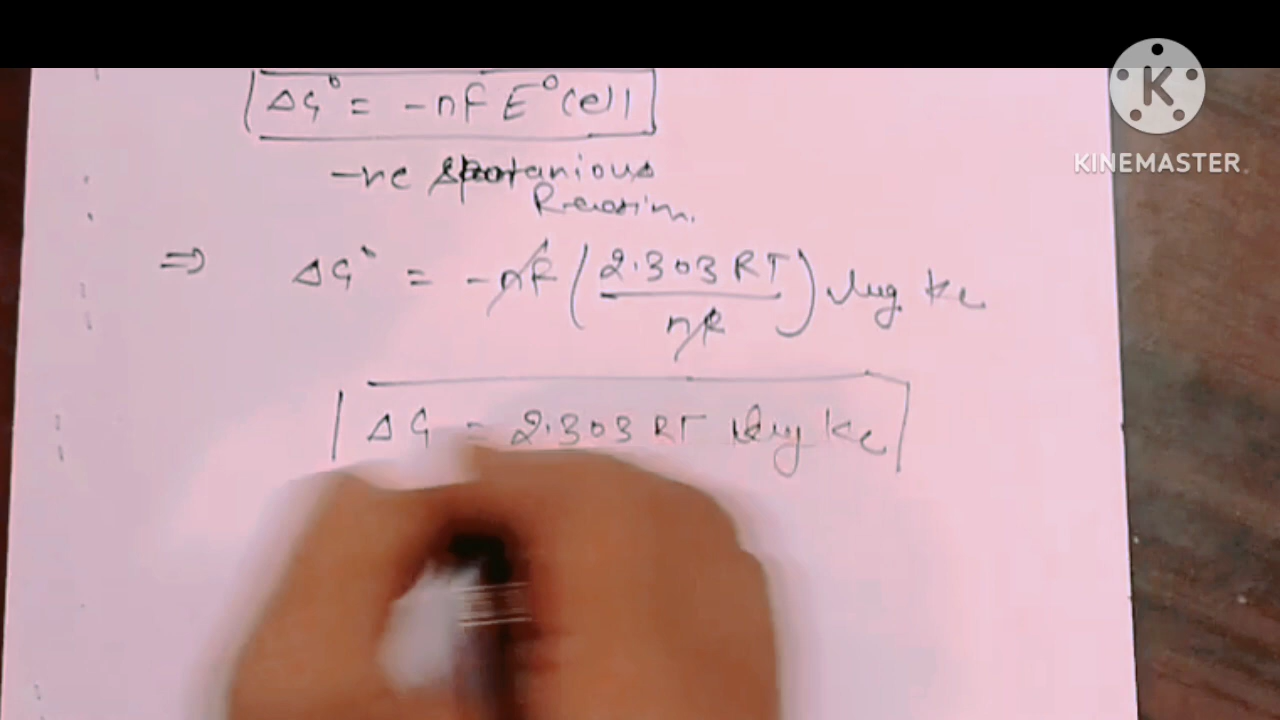 ΔG° = -nF E°cell
-ve spontanious
Reaction.
⇒ ΔG° = -nF (2.303 RT / nF) log Kc
ΔG = 2.303 RT log Kc
K
KINEMASTER